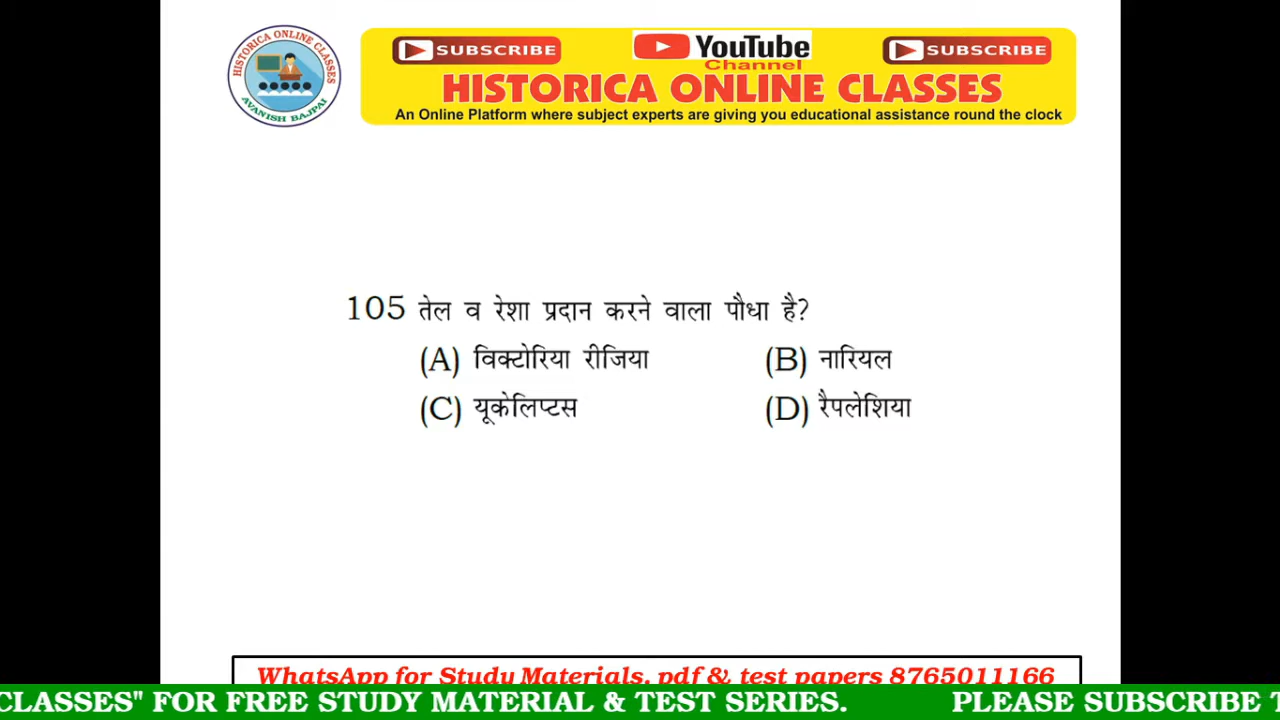 HISTORICA ONLINE CLASSES
AVANISH BAJPAI
SUBSCRIBE
YouTube
Channel
SUBSCRIBE
HISTORICA ONLINE CLASSES
An Online Platform where subject experts are giving you educational assistance round the clock
105 तेल व रेशा प्रदान करने वाला पौधा है?
(A) विक्टोरिया रीजिया (B) नारियल
(C) यूकेलिप्टस (D) रैपलेशिया
WhatsApp for Study Materials, pdf & test papers 8765011166
CLASSES" FOR FREE STUDY MATERIAL & TEST SERIES. PLEASE SUBSCRIBE T